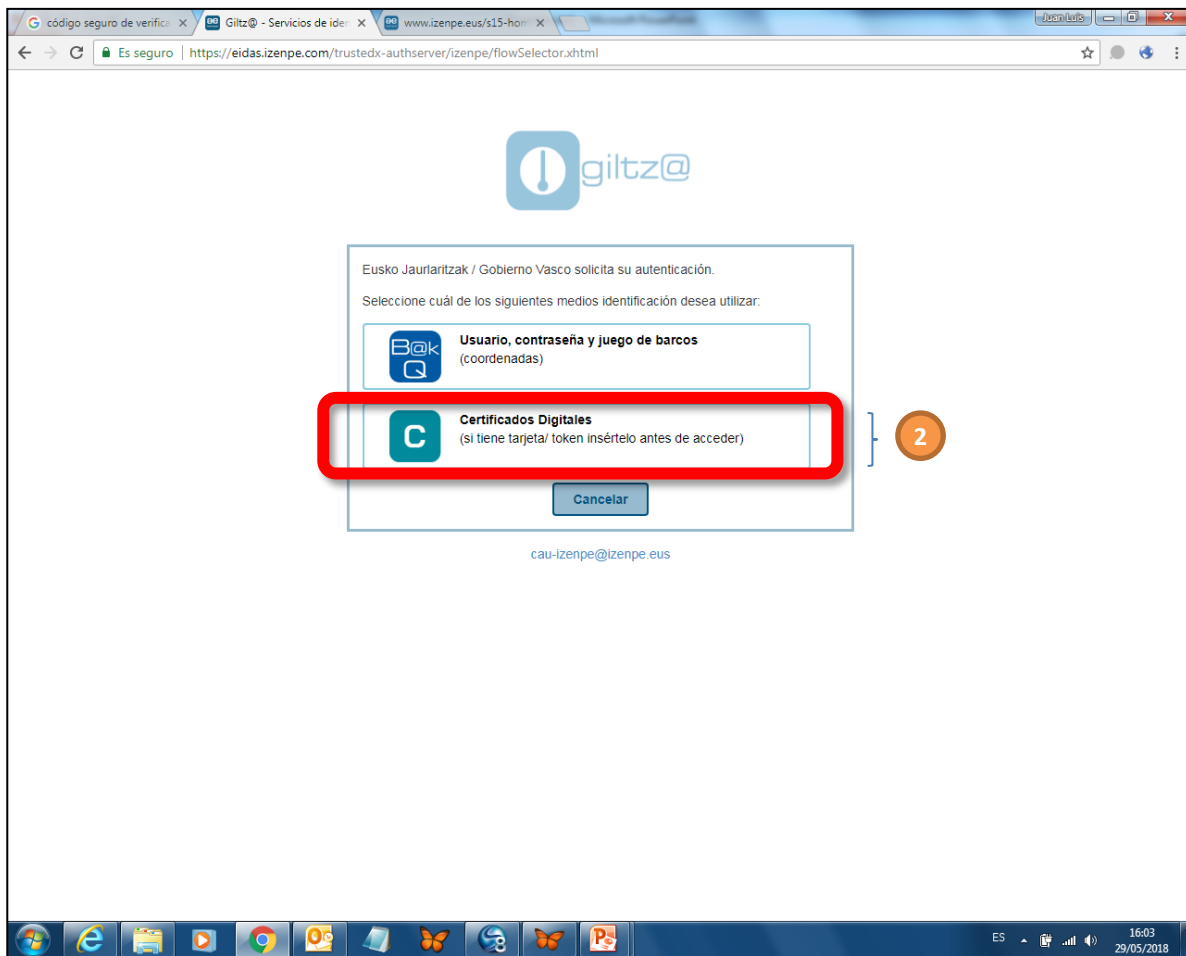 código seguro de verifica
Giltz@ - Servicios de iden
www.izenpe.eus/s15-hom
Juan Luis
Es seguro
https://eidas.izenpe.com/trustedx-authserver/izenpe/flowSelector.xhtml
giltz@
Eusko Jaurlaritzak / Gobierno Vasco solicita su autenticación.
Seleccione cuál de los siguientes medios identificación desea utilizar:
B@k
Q
Usuario, contraseña y juego de barcos
(coordenadas)
C
Certificados Digitales
(si tiene tarjeta/ token insértelo antes de acceder)
2
Cancelar
cau-izenpe@izenpe.eus
ES
16:03
29/05/2018